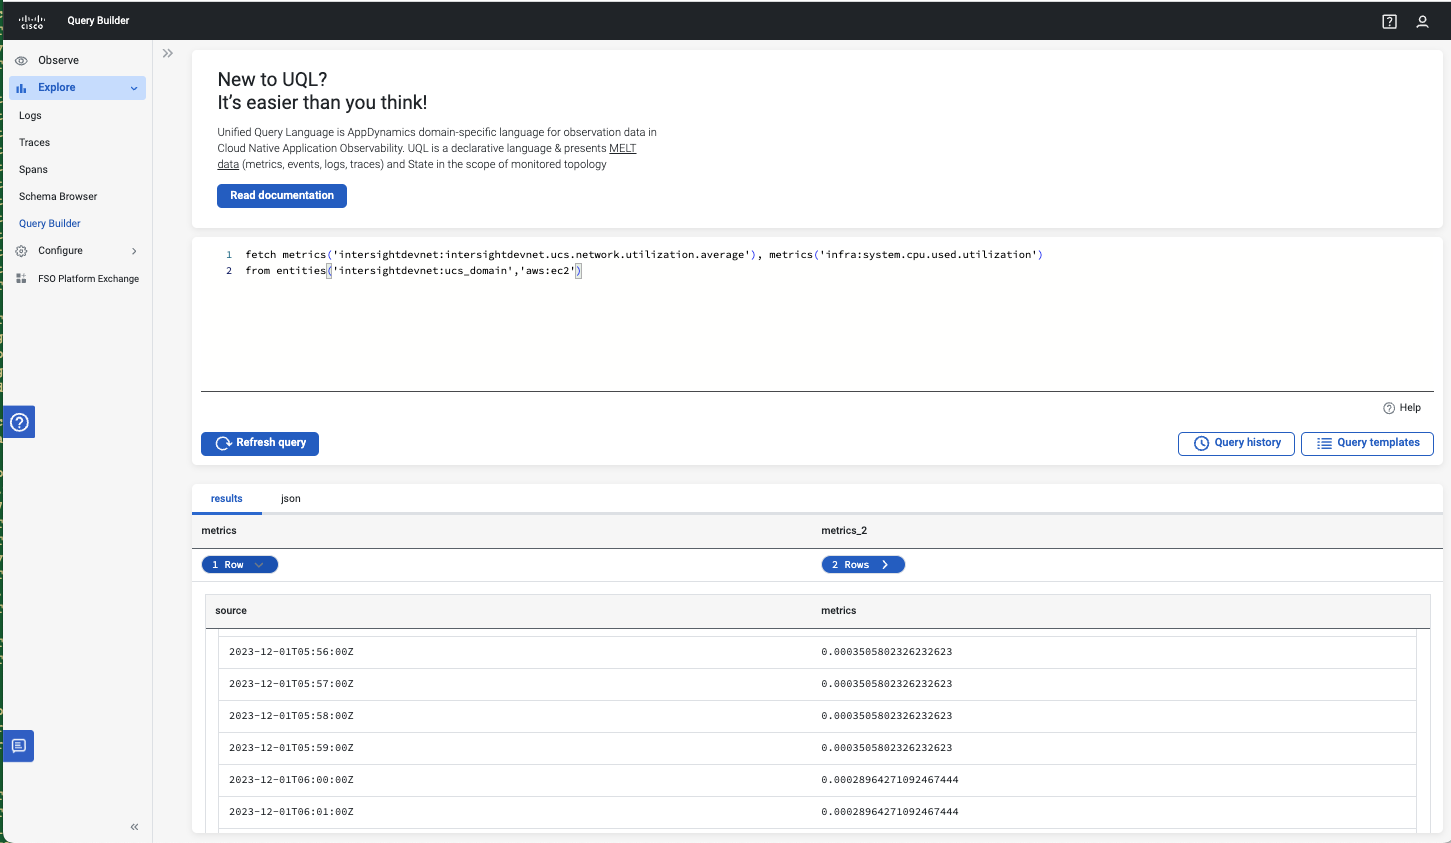 cisco
Query Builder
Observe
Explore
Logs
Traces
Spans
Schema Browser
Query Builder
Configure
FSO Platform Exchange
New to UQL?
It's easier than you think!
Unified Query Language is AppDynamics domain-specific language for observation data in
Cloud Native Application Observability. UQL is a declarative language & presents MELT
data (metrics, events, logs, traces) and State in the scope of monitored topology
Read documentation
1 fetch metrics('intersightdevnet:intersightdevnet.ucs.network.utilization.average'), metrics('infra:system.cpu.used.utilization')
2 from entities('intersightdevnet:ucs_domain','aws:ec2')
Help
Refresh query
Query history
Query templates
results json
metrics metrics_2
1 Row 2 Rows
source metrics
2023-12-01T05:56:00Z 0.0003505802326232623
2023-12-01T05:57:00Z 0.0003505802326232623
2023-12-01T05:58:00Z 0.0003505802326232623
2023-12-01T05:59:00Z 0.0003505802326232623
2023-12-01T06:00:00Z 0.00028964271092467444
2023-12-01T06:01:00Z 0.00028964271092467444